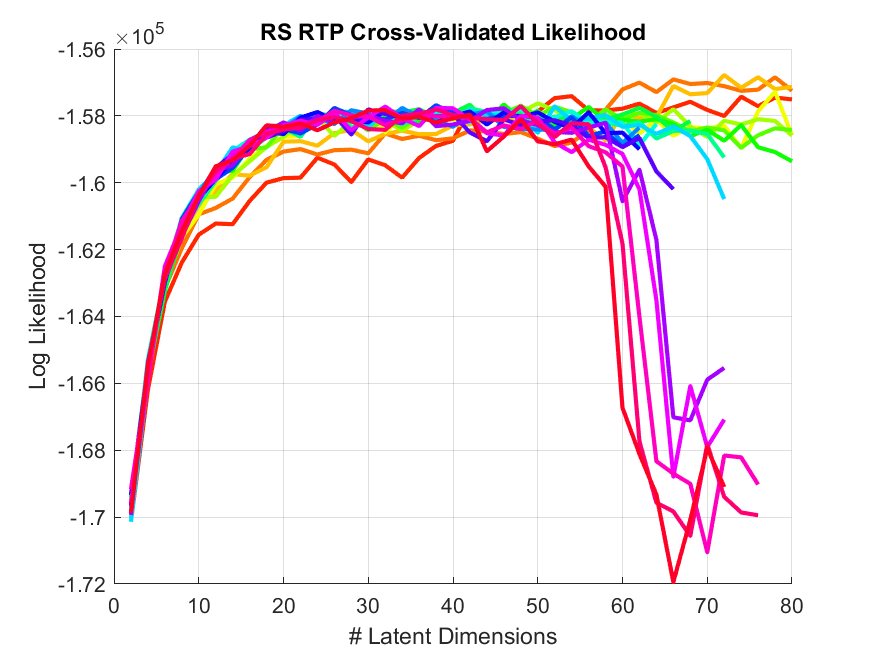 RS RTP Cross-Validated Likelihood
×10^5
-1.56
-1.58
-1.6
-1.62
-1.64
-1.66
-1.68
-1.7
-1.72
Log Likelihood
0 10 20 30 40 50 60 70 80
# Latent Dimensions